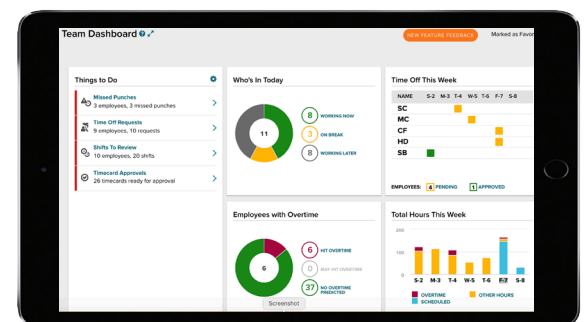 Team Dashboard
NEW FEATURE FEEDBACK
Marked as Favor
Things to Do
Missed Punches
3 employees, 3 missed punches
Time Off Requests
9 employees, 10 requests
Shifts To Review
10 employees, 20 shifts
Timecard Approvals
26 timecards ready for approval
Who's In Today
11
8 WORKING NOW
3 ON BREAK
8 WORKING LATER
Time Off This Week
NAME S-2 M-3 T-4 W-5 T-6 F-7 S-8
SC
MC
CF
HD
SB
EMPLOYEES: 4 PENDING 1 APPROVED
Employees with Overtime
6
6 HIT OVERTIME
0 MAY HIT OVERTIME
37 NO OVERTIME
PREDICTED
Total Hours This Week
200
100
0
S-2 M-3 T-4 W-5 T-6 F-7 S-8
OVERTIME OTHER HOURS
SCHEDULED
Screenshot